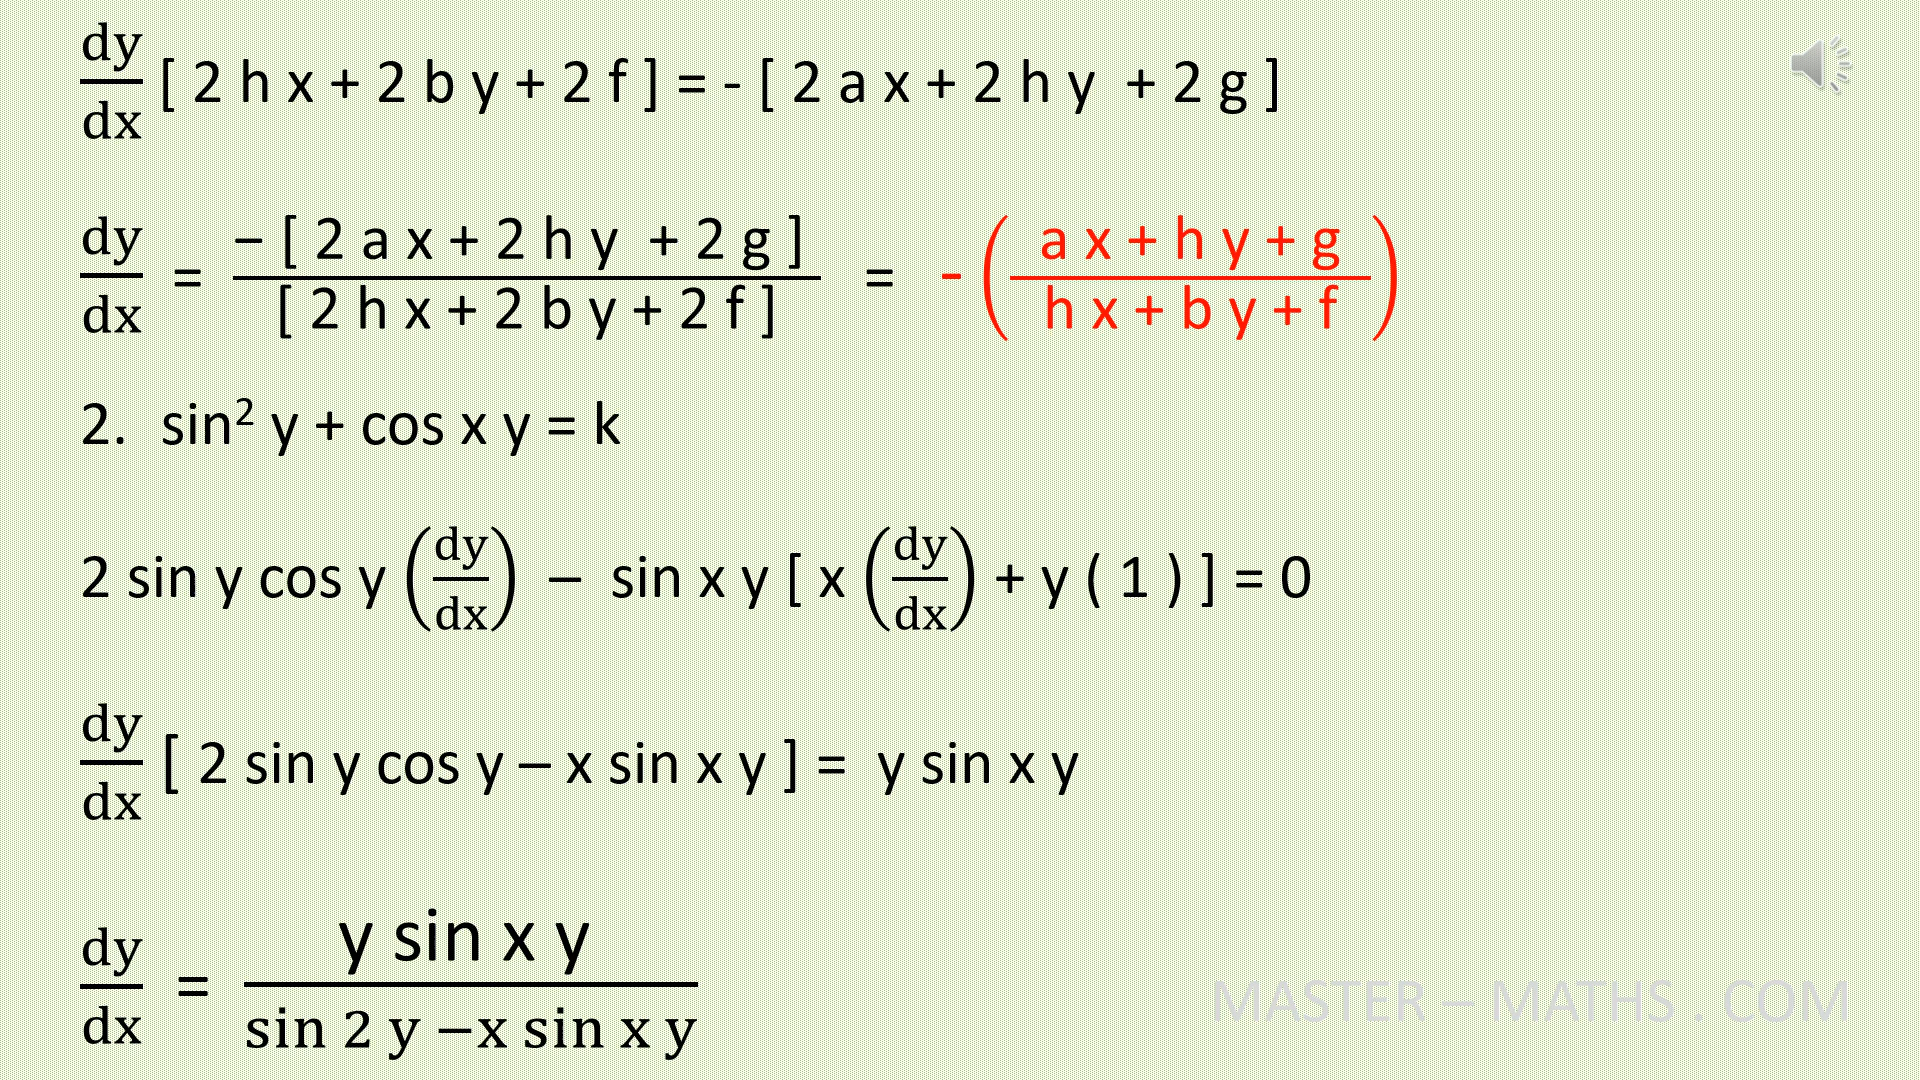 dy/dx [ 2 h x + 2 b y + 2 f ] = - [ 2 a x + 2 h y + 2 g ]
dy/dx = – [ 2 a x + 2 h y + 2 g ] / [ 2 h x + 2 b y + 2 f ] = - ( a x + h y + g / h x + b y + f )
2. sin² y + cos x y = k
2 sin y cos y (dy/dx) – sin x y [ x (dy/dx) + y ( 1 ) ] = 0
dy/dx [ 2 sin y cos y – x sin x y ] = y sin x y
dy/dx = y sin x y / sin 2 y −x sin x y
MASTER – MATHS . COM